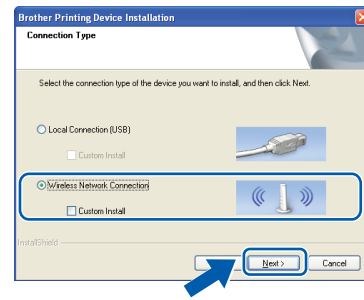 Brother Printing Device Installation
Connection Type
Select the connection type of the device you want to install, and then click Next.
Local Connection (USB)
Custom Install
Wireless Network Connection
Custom Install
InstallShield
Next >
Cancel